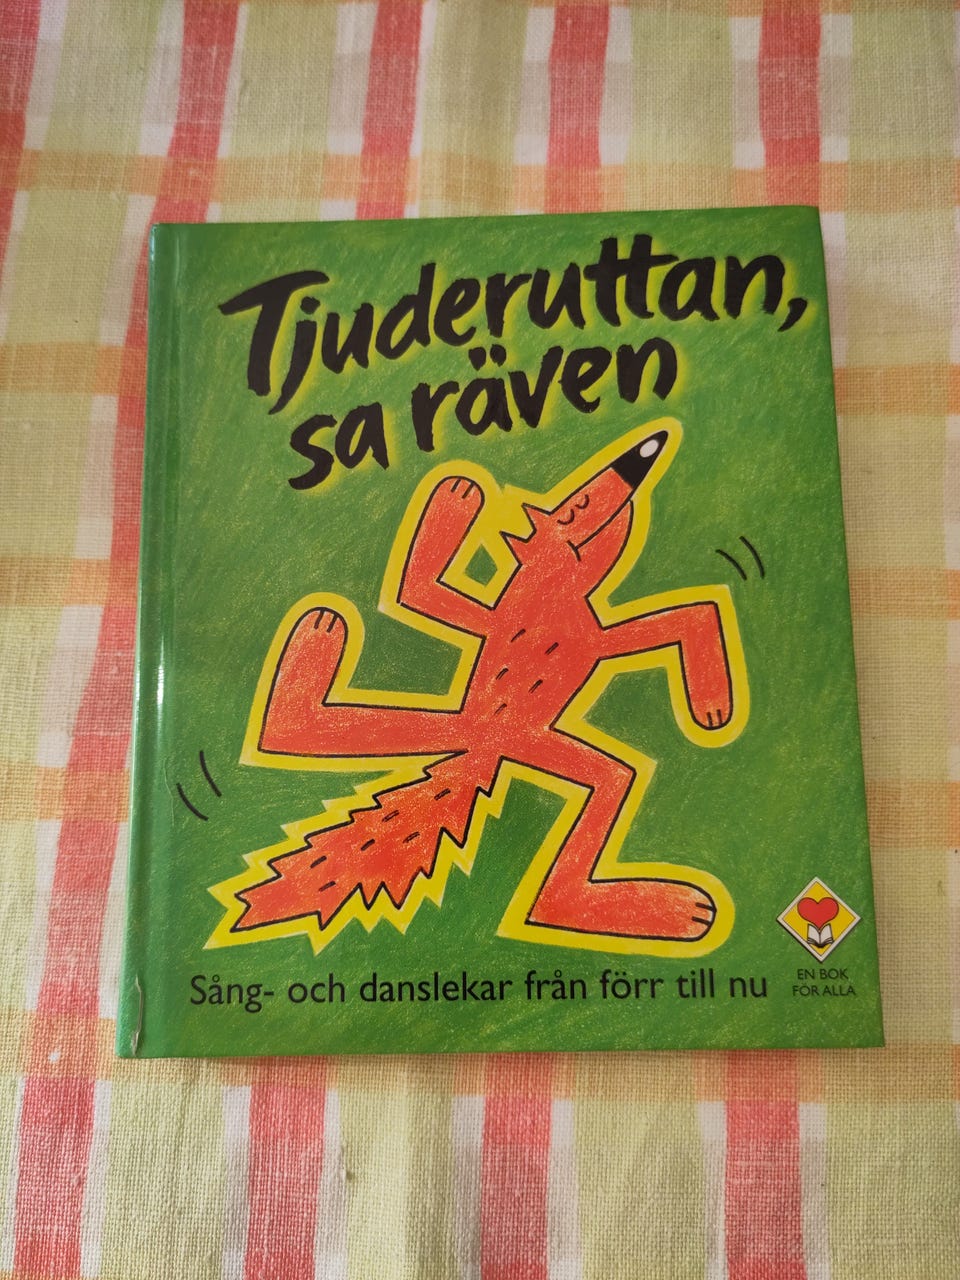 Tjuderuttan,
sa räven
Sång- och danslekar från förr till nu
EN BOK
FÖR ALLA